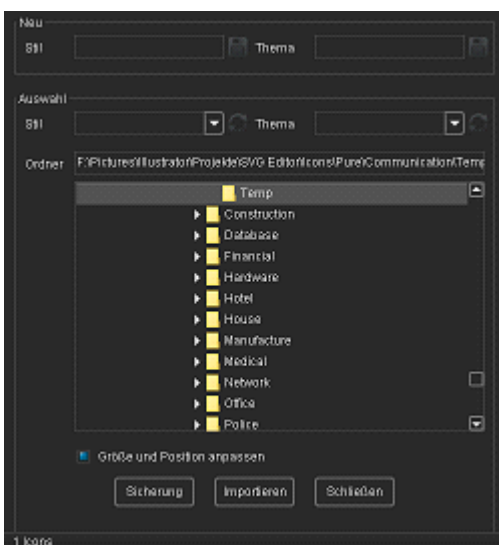 Neu
Stil Thema
Auswahl
Stil Thema
Ordner F:\Pictures\Illustrator\Projekte\SVG Editor\Icons\Pure\Communication\Temp
Temp
Construction
Database
Financial
Hardware
Hotel
House
Manufacture
Medical
Network
Office
Police
Größe und Position anpassen
Sicherung Importieren Schließen
1 Icons